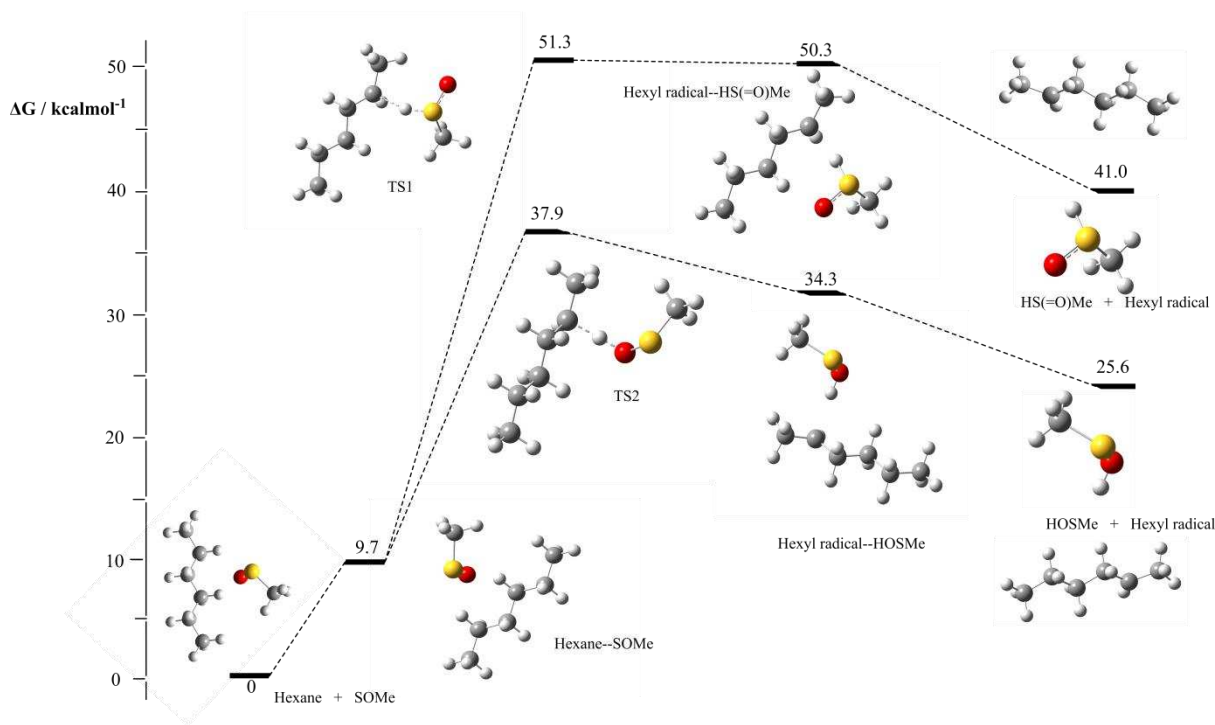 51.3
50.3
50
Hexyl radical--HS(=O)Me
ΔG / kcalmol⁻¹
TS1
41.0
40
37.9
34.3
HS(=O)Me + Hexyl radical
30
25.6
TS2
20
HOSMe + Hexyl radical
Hexyl radical--HOSMe
9.7
10
Hexane--SOMe
0
0
Hexane + SOMe